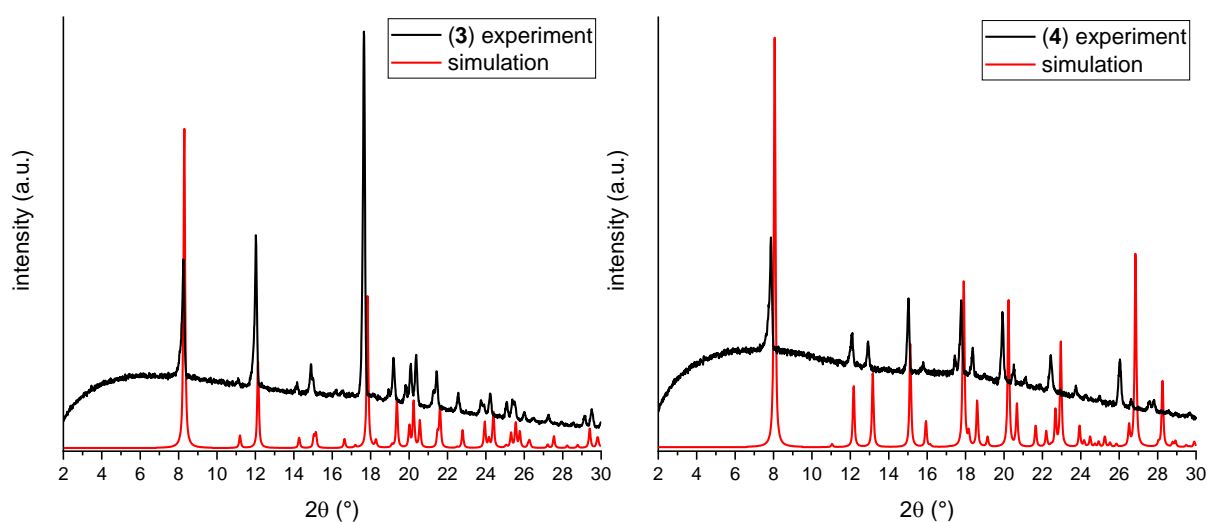 (3) experiment
simulation
intensity (a.u.)
2 4 6 8 10 12 14 16 18 20 22 24 26 28 30
2θ (°)
(4) experiment
simulation
intensity (a.u.)
2 4 6 8 10 12 14 16 18 20 22 24 26 28 30
2θ (°)